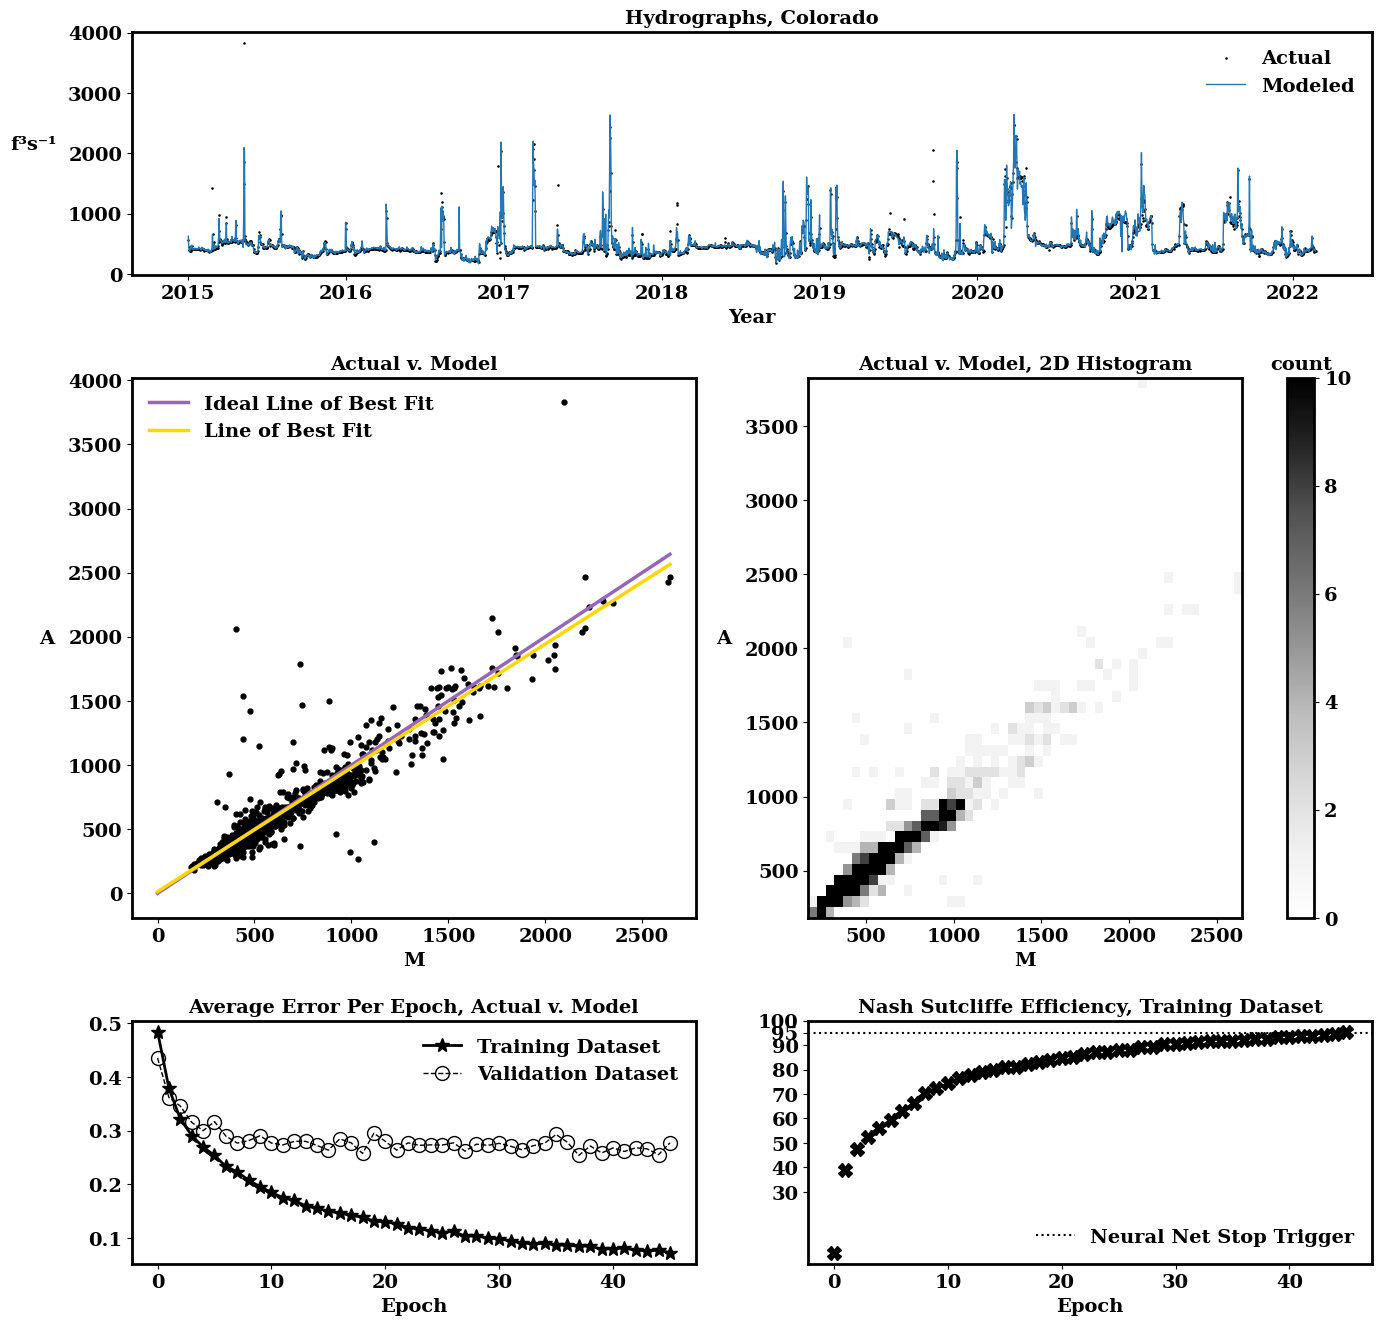 Hydrographs, Colorado
4000
3000
2000
1000
0
f³s⁻¹
Actual
Modeled
2015 2016 2017 2018 2019 2020 2021 2022
Year
Actual v. Model
4000
3500
3000
2500
2000
1500
1000
500
0
A
Ideal Line of Best Fit
Line of Best Fit
0 500 1000 1500 2000 2500
M
Actual v. Model, 2D Histogram
3500
3000
2500
2000
1500
1000
500
A
500 1000 1500 2000 2500
M
count
10
8
6
4
2
0
Average Error Per Epoch, Actual v. Model
0.5
0.4
0.3
0.2
0.1
Training Dataset
Validation Dataset
0 10 20 30 40
Epoch
Nash Sutcliffe Efficiency, Training Dataset
100
95
90
80
70
60
50
40
30
Neural Net Stop Trigger
0 10 20 30 40
Epoch